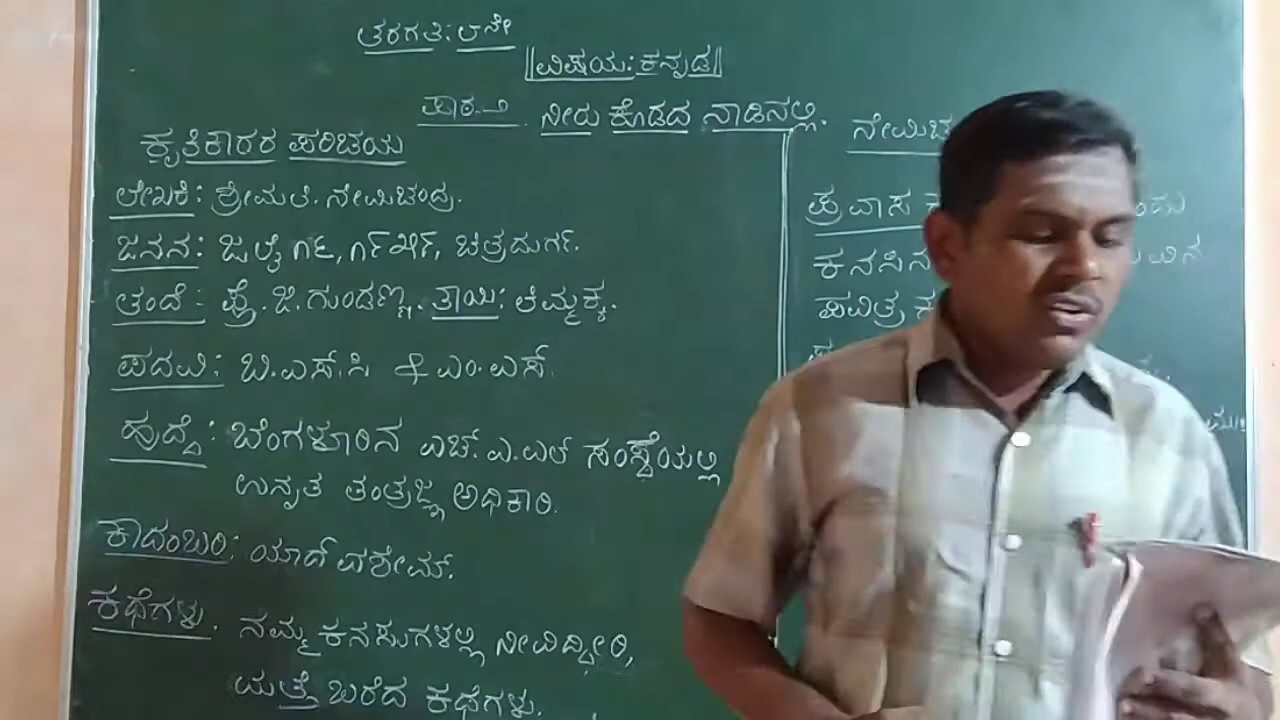 ತರಗತಿ: ೮ನೇ
||ವಿಷಯ: ಕನ್ನಡ||
ಪಾಠ-೨ ನೀರು ಕೊಡದ ನಾಡಿನಲ್ಲಿ.
ಕೃತಿಕಾರರ ಪರಿಚಯ
ಲೇಖಕಿ: ಶ್ರೀಮತಿ. ನೇಮಿಚಂದ್ರ.
ಜನನ: ಜುಲೈ ೧೬, ೧೯೫೯, ಚಿತ್ರದುರ್ಗ.
ತಂದೆ: ಪ್ರೊ. ಜಿ. ಗುಂಡಣ್ಣ. ತಾಯಿ: ತಿಮ್ಮಕ್ಕ.
ಪದವಿ: ಬಿ.ಎಸ್.ಸಿ & ಎಂ.ಎಸ್.
ಹುದ್ದೆ: ಬೆಂಗಳೂರಿನ ಎಚ್.ಎ.ಎಲ್ ಸಂಸ್ಥೆಯಲ್ಲಿ
ಉನ್ನತ ತಂತ್ರಜ್ಞ ಅಧಿಕಾರಿ.
ಕಾದಂಬರಿ: ಯಾದ್ ವಶೇಮ್.
ಕಥೆಗಳು. ನಮ್ಮ ಕನಸುಗಳಲ್ಲಿ ನೀವಿದ್ದೀರಿ,
ಮತ್ತೆ ಬರೆದ ಕಥೆಗಳು.
ಪ್ರವಾಸ
ಪವಿತ್ರ